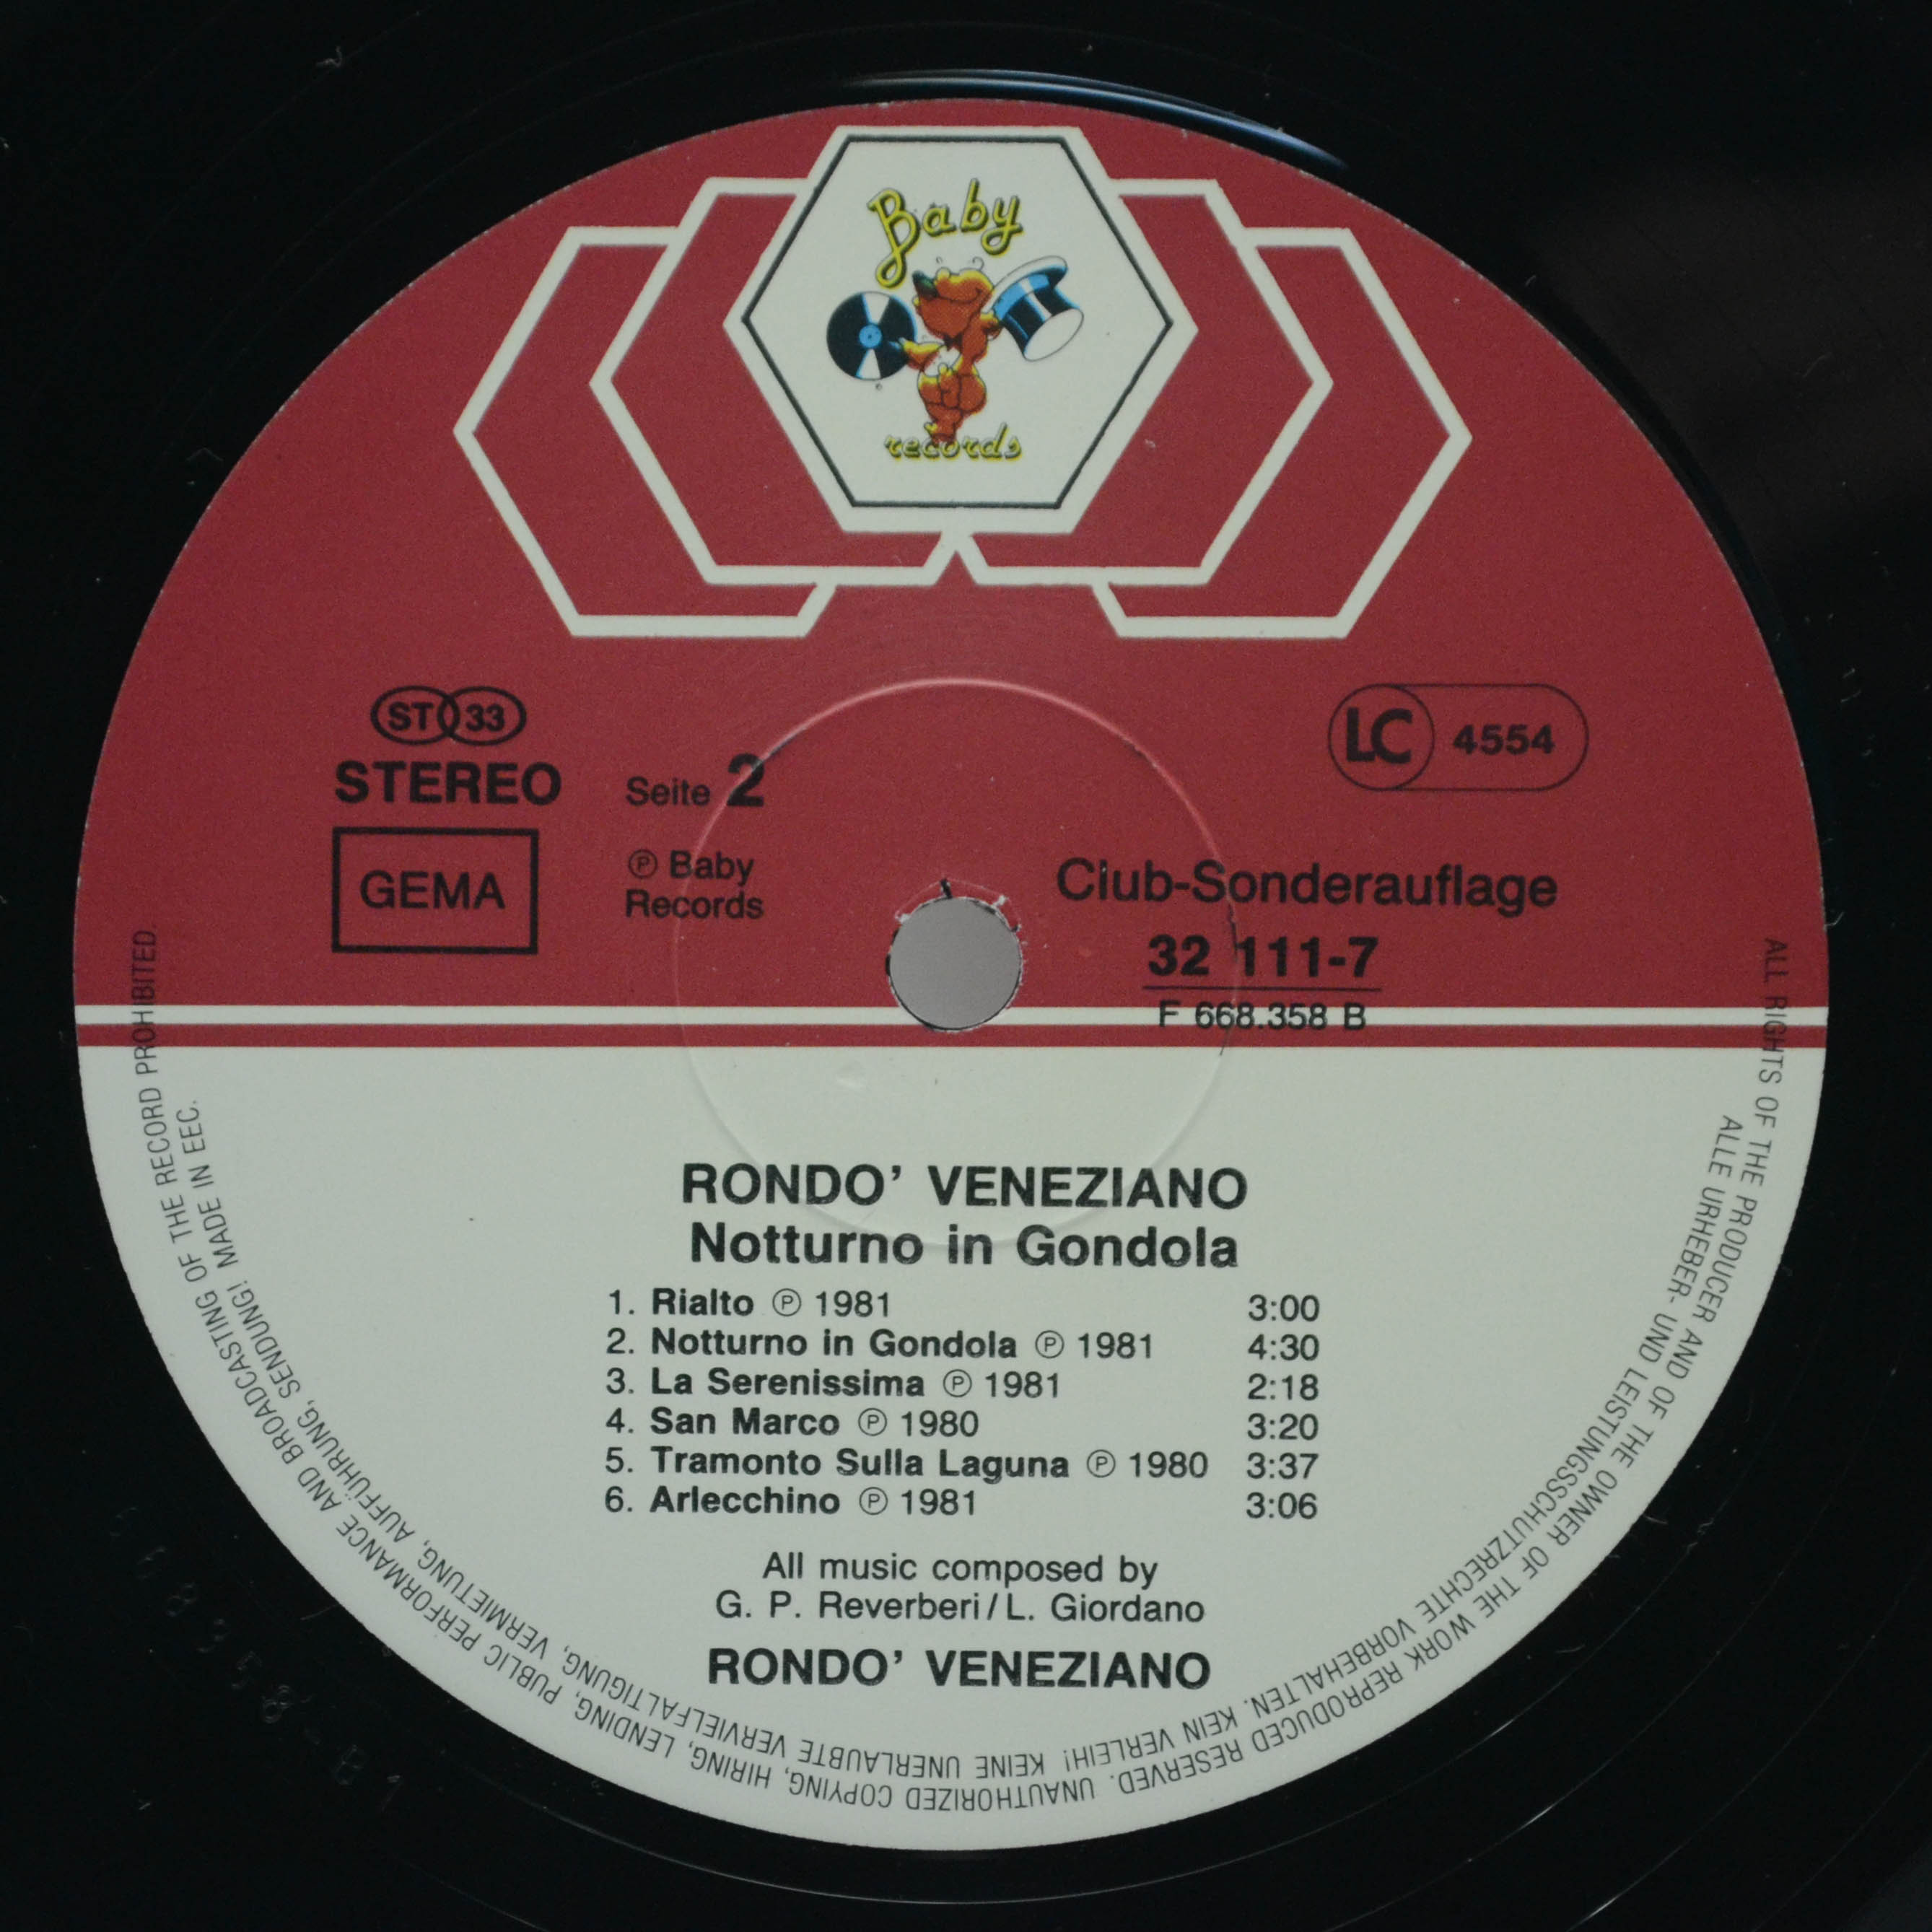 Baby
records
ST 33
STEREO
GEMA
Seite 2
℗ Baby
Records
LC 4554
Club-Sonderauflage
32 111-7
F 668.358 B
RONDO’ VENEZIANO
Notturno in Gondola
1. Rialto ℗ 1981 3:00
2. Notturno in Gondola ℗ 1981 4:30
3. La Serenissima ℗ 1981 2:18
4. San Marco ℗ 1980 3:20
5. Tramonto Sulla Laguna ℗ 1980 3:37
6. Arlecchino ℗ 1981 3:06
All music composed by
G. P. Reverberi / L. Giordano
RONDO’ VENEZIANO
ALL RIGHTS OF THE PRODUCER AND OF THE OWNER OF THE WORK REPRODUCED RESERVED. UNAUTHORIZED COPYING, HIRING, LENDING, PUBLIC PERFORMANCE AND BROADCASTING OF THE RECORD PROHIBITED.
ALLE URHEBER- UND LEISTUNGSSCHUTZRECHTE VORBEHALTEN. KEIN VERLEIH! KEINE UNERLAUBTE VERVIELFÄLTIGUNG, VERMIETUNG, AUFFÜHRUNG, SENDUNG! MADE IN EEC.